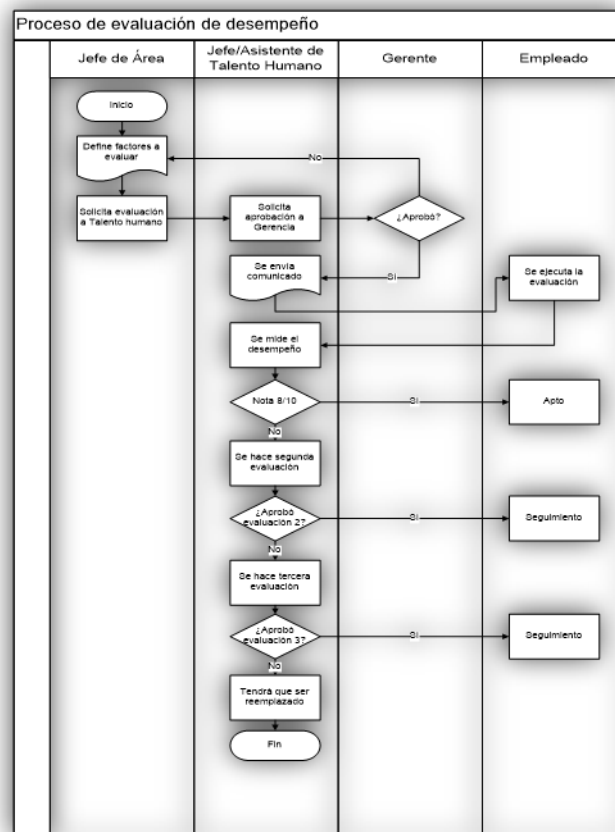 Proceso de evaluación de desempeño
Jefe de Área
Jefe/Asistente de
Talento Humano
Gerente
Empleado
Inicio
Define factores a
evaluar
No
Solicita evaluación
a Talento humano
Solicita
aprobación a
Gerencia
¿Aprobó?
Se envía
comunicado
Si
Se ejecuta la
evaluación
Se mide el
desempeño
Nota 8/10
Si
Apto
No
Se hace segunda
evaluación
¿Aprobó
evaluación 2?
Si
Seguimiento
No
Se hace tercera
evaluación
¿Aprobó
evaluación 3?
Si
Seguimiento
No
Tendrá que ser
reemplazado
Fin